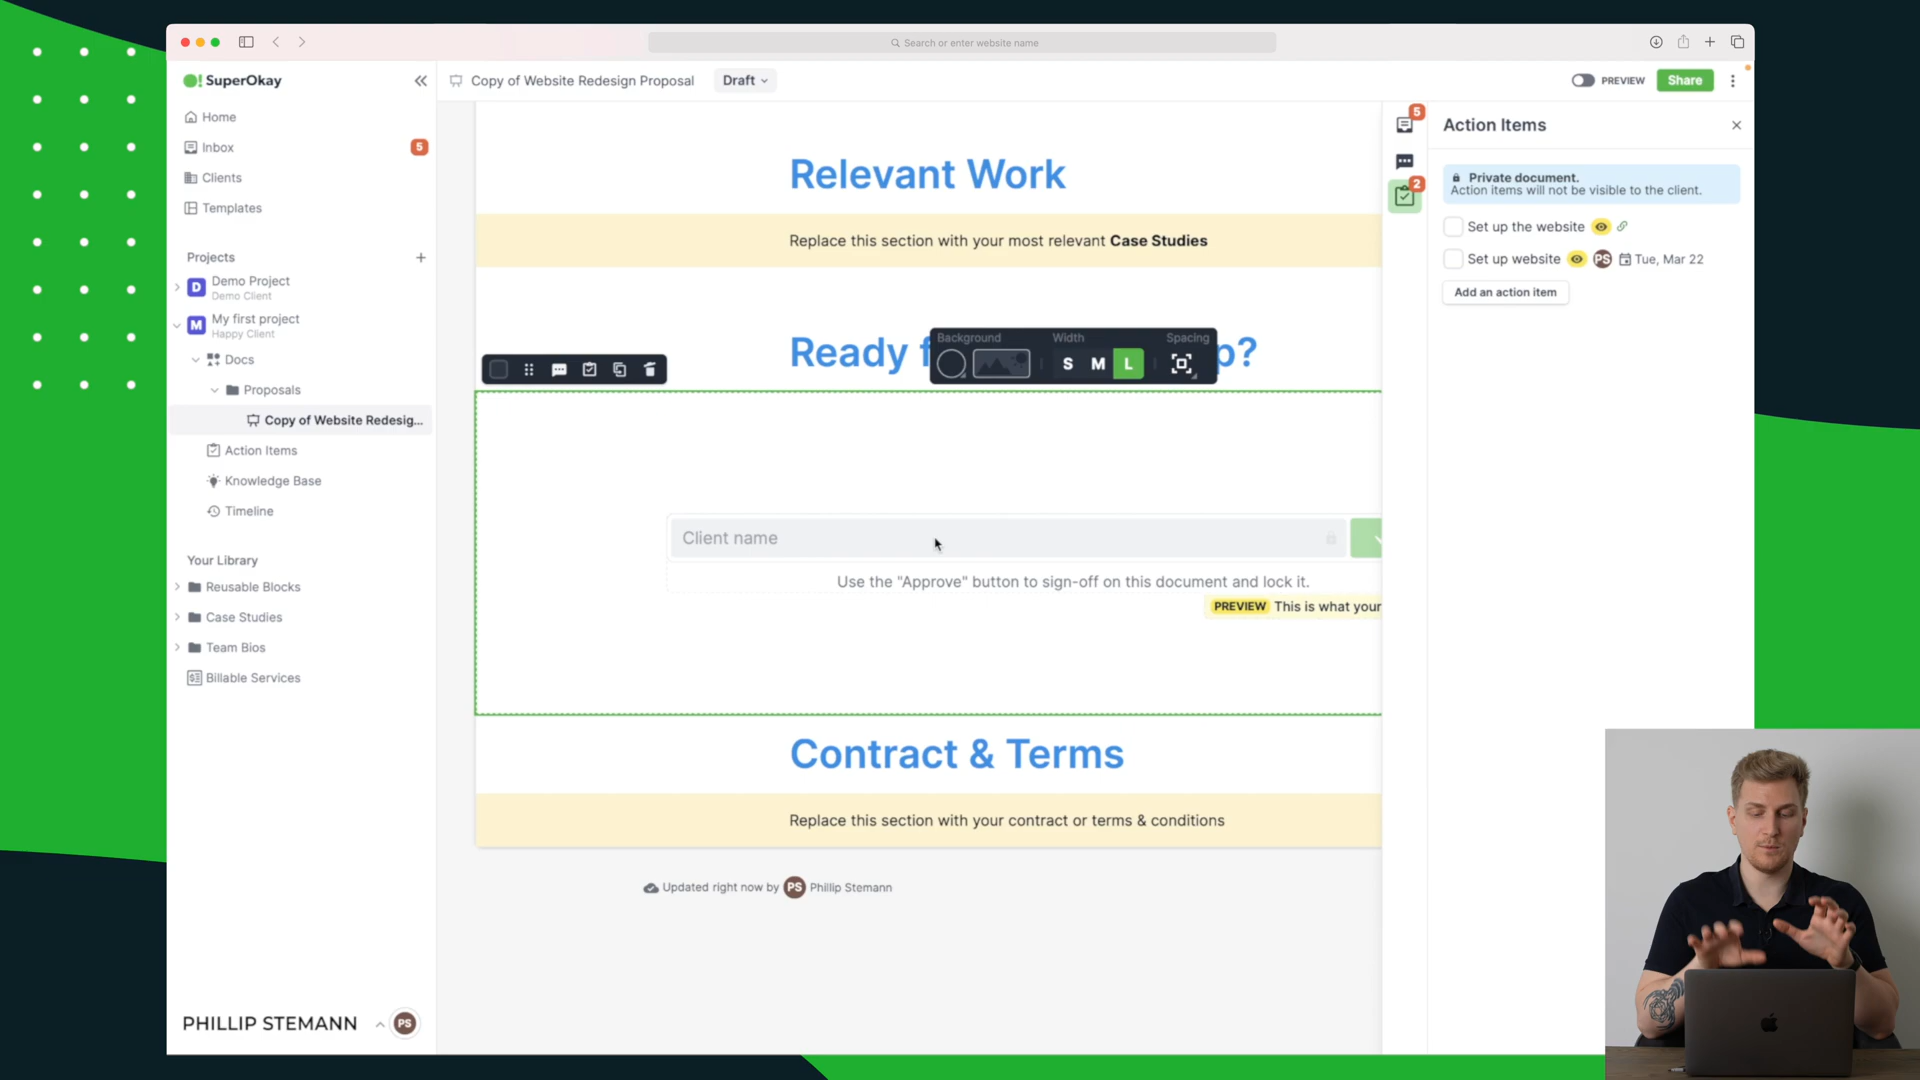 Search or enter website name
SuperOkay
Copy of Website Redesign Proposal
Draft
PREVIEW
Share
Home
Inbox
5
Clients
Templates
Projects
D
Demo Project
Demo Client
M
My first project
Happy Client
Docs
Proposals
Copy of Website Redesig...
Action Items
Knowledge Base
Timeline
Your Library
Reusable Blocks
Case Studies
Team Bios
Billable Services
PHILLIP STEMANN
PS
Relevant Work
Replace this section with your most relevant Case Studies
Ready f
p?
Background
Width
Spacing
S
M
L
Client name
Use the "Approve" button to sign-off on this document and lock it.
PREVIEW This is what your
Contract & Terms
Replace this section with your contract or terms & conditions
Updated right now by PS Phillip Stemann
5
2
Action Items
Private document.
Action items will not be visible to the client.
Set up the website
Set up website PS Tue, Mar 22
Add an action item